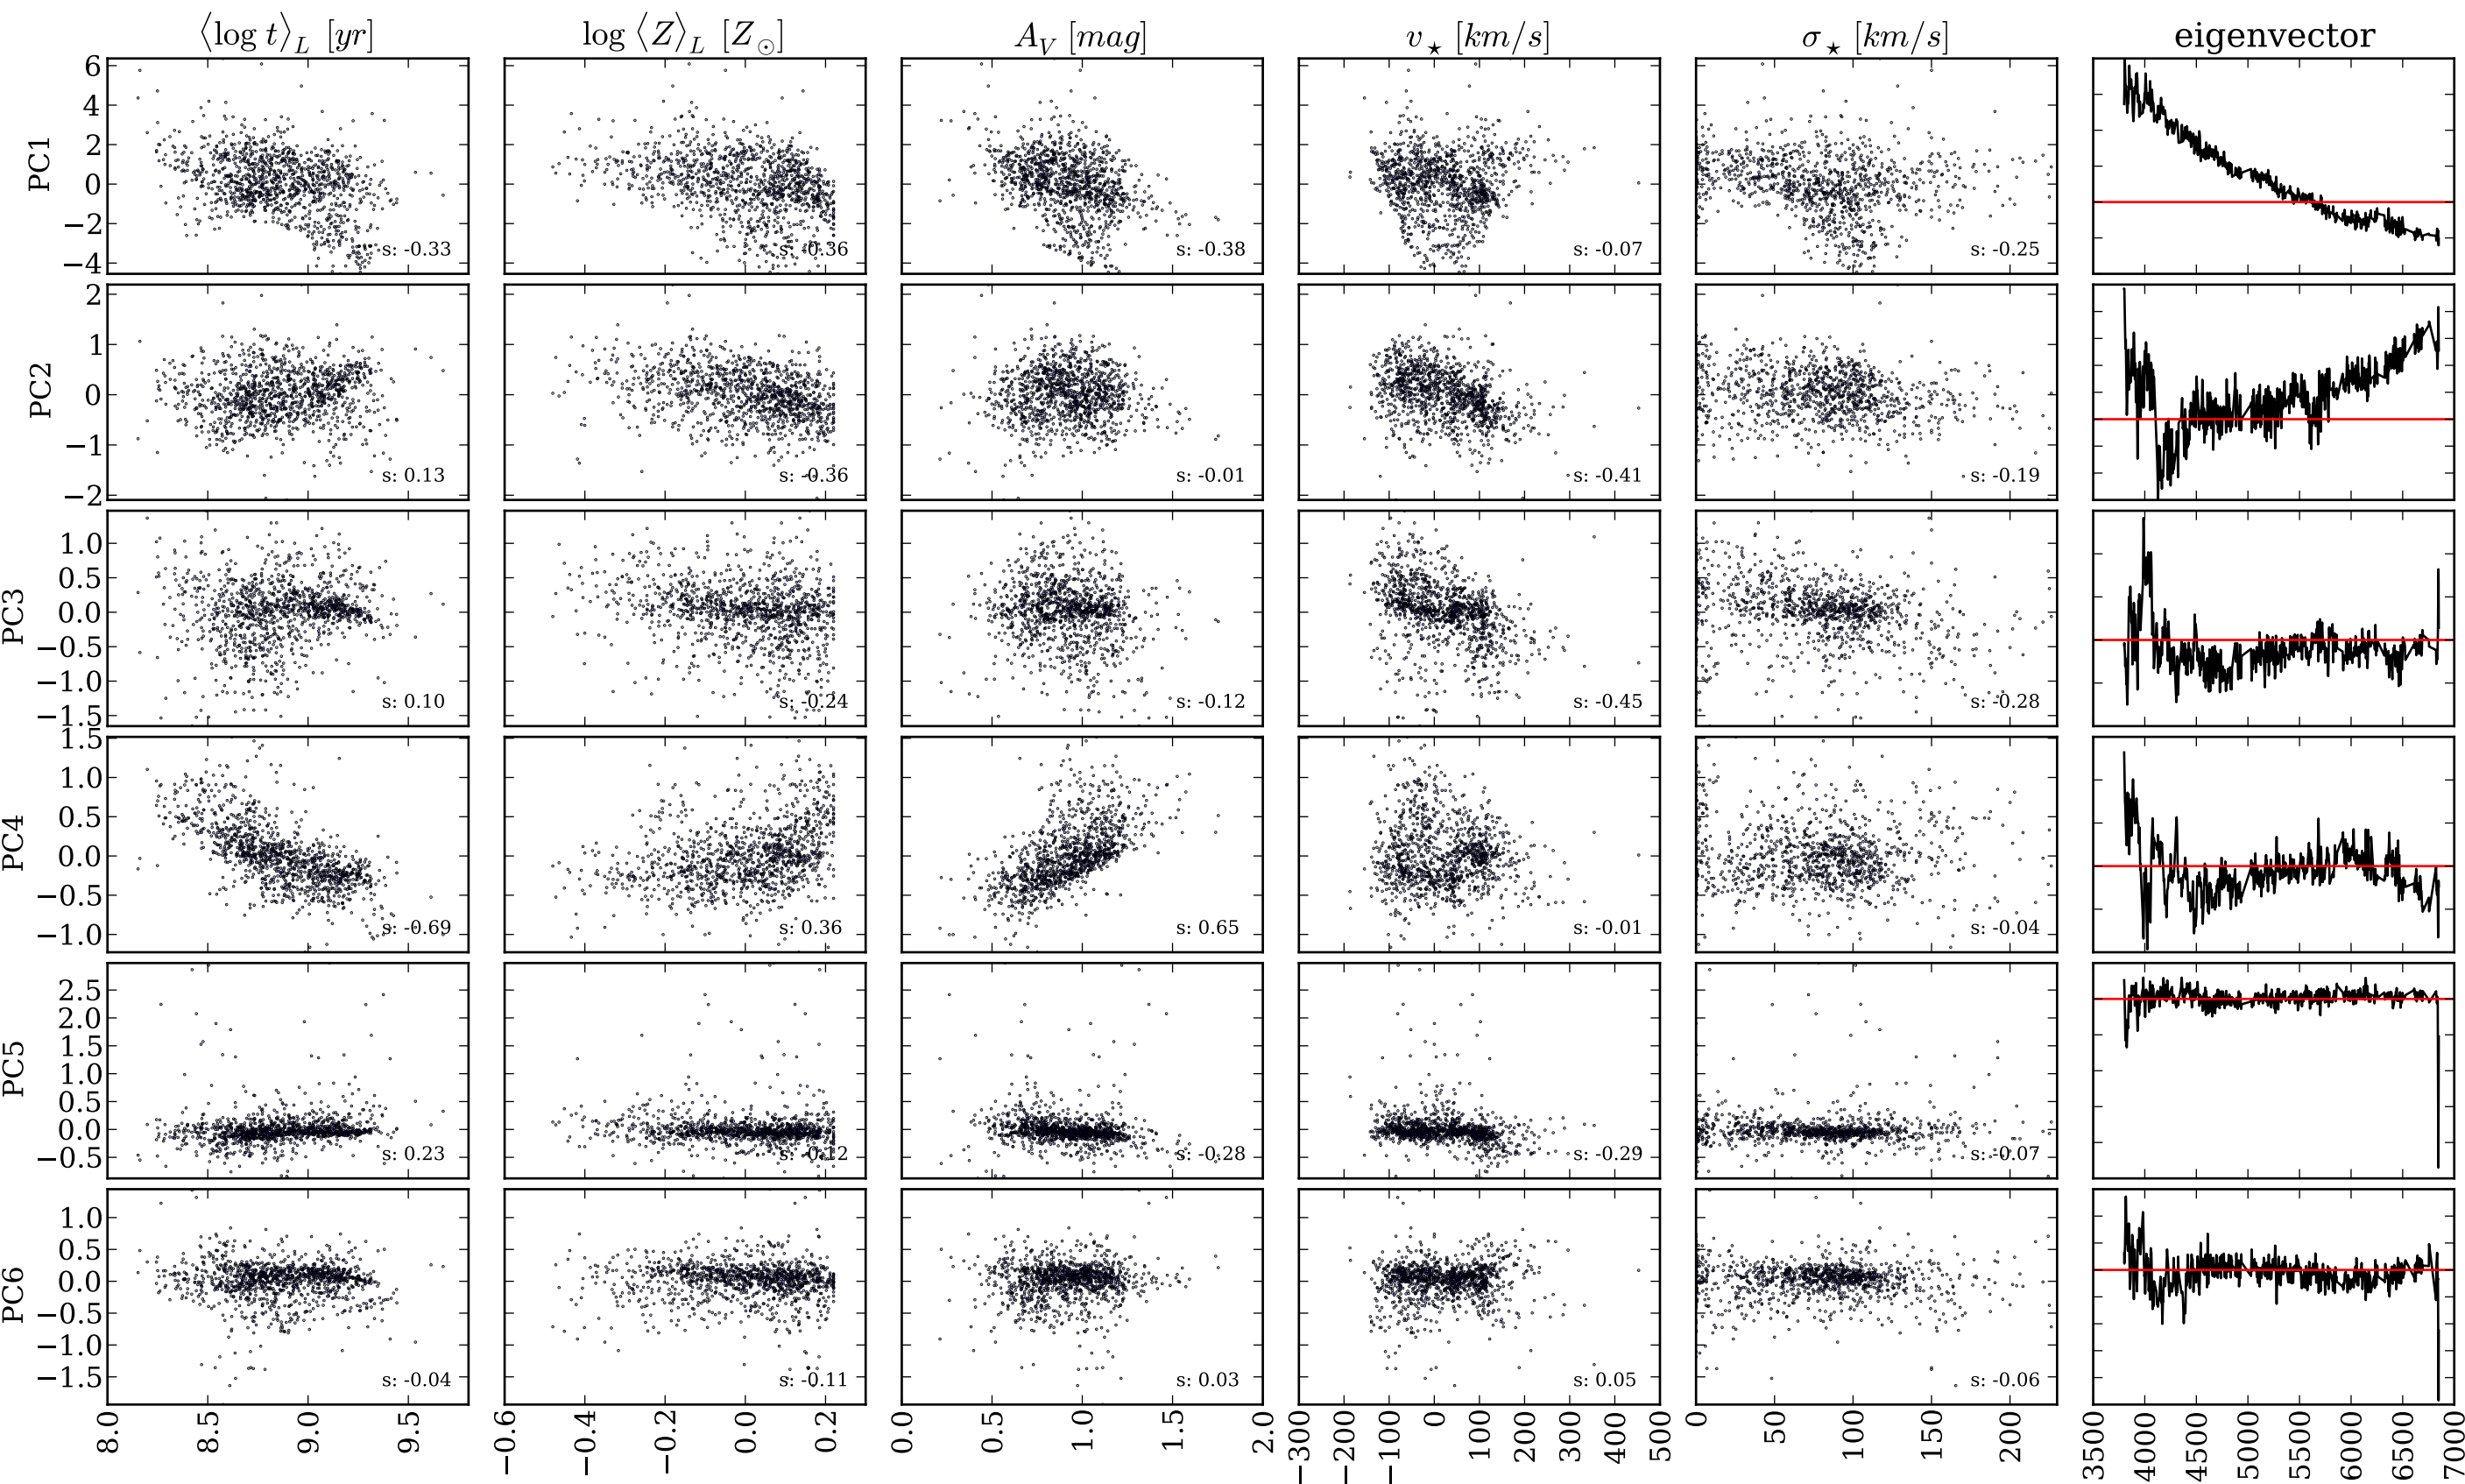 ⟨log t⟩_L [yr] log ⟨Z⟩_L [Z_⊙] A_V [mag] v_⋆ [km/s] σ_⋆ [km/s] eigenvector
PC1
6
4
2
0
−2
−4
s: -0.33 s: -0.36 s: -0.38 s: -0.07 s: -0.25
PC2
2
1
0
−1
−2
s: 0.13 s: -0.36 s: -0.01 s: -0.41 s: -0.19
PC3
1.0
0.5
0.0
−0.5
−1.0
−1.5
s: 0.10 s: -0.24 s: -0.12 s: -0.45 s: -0.28
PC4
1.5
1.0
0.5
0.0
−0.5
−1.0
s: -0.69 s: 0.36 s: 0.65 s: -0.01 s: -0.04
PC5
2.5
2.0
1.5
1.0
0.5
0.0
−0.5
s: 0.23 s: -0.12 s: -0.28 s: -0.29 s: -0.07
PC6
1.0
0.5
0.0
−0.5
−1.0
−1.5
s: -0.04 s: -0.11 s: 0.03 s: 0.05 s: -0.06
8.0 8.5 9.0 9.5 −0.6 −0.4 −0.2 0.0 0.2 0.0 0.5 1.0 1.5 2.0 −300 −200 −100 0 100 200 300 400 500 0 50 100 150 200 3500 4000 4500 5000 5500 6000 6500 7000